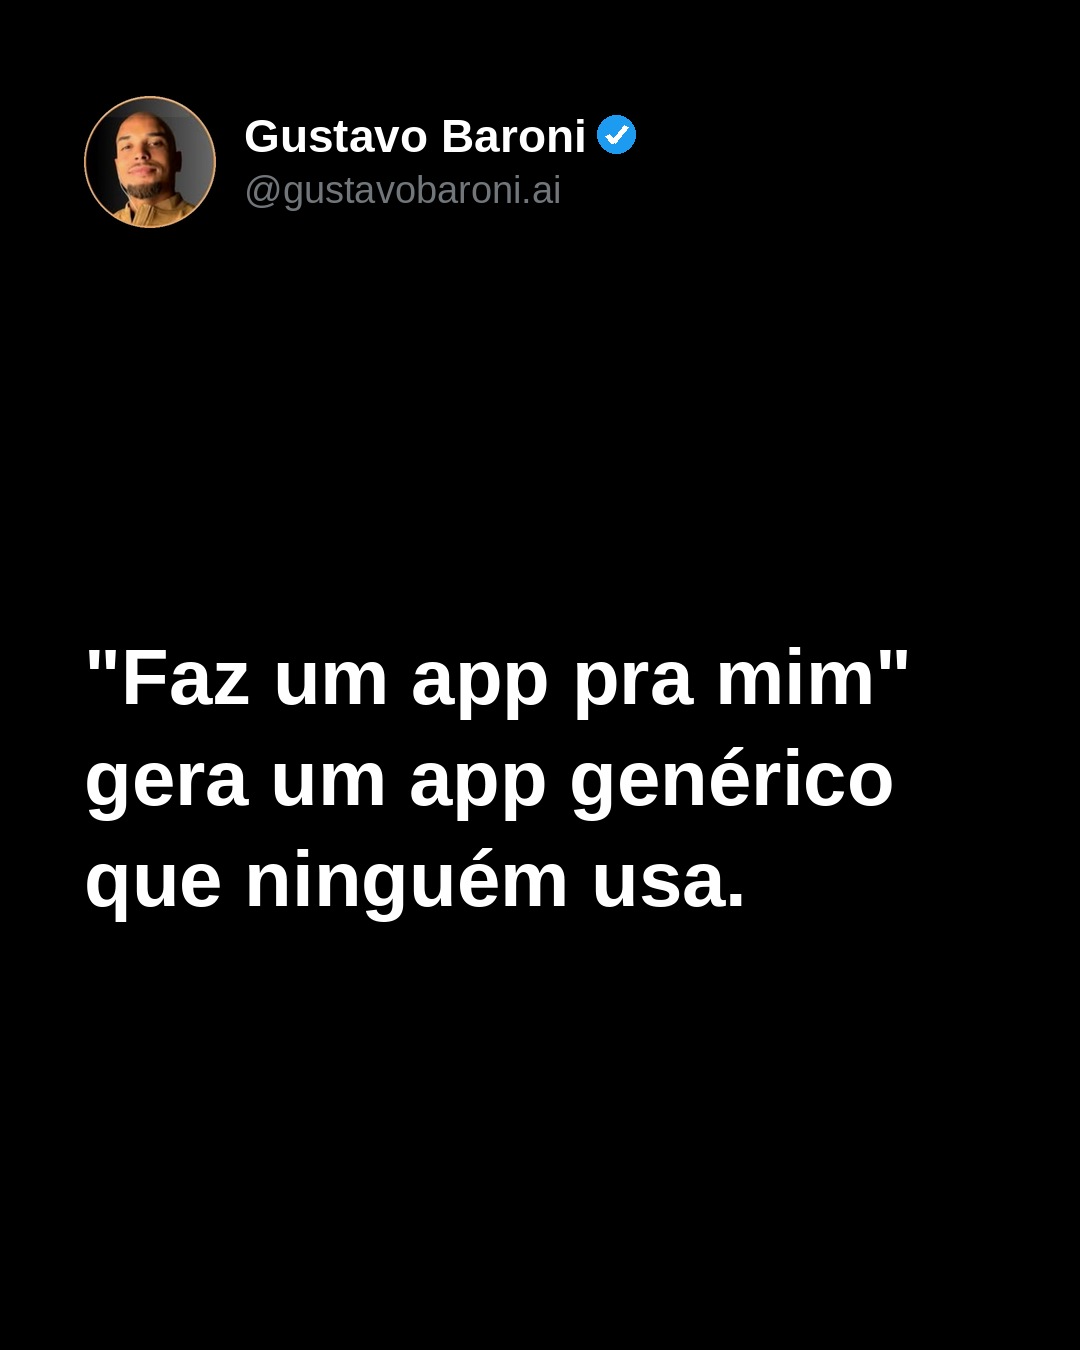 Gustavo Baroni
@gustavobaroni.ai
"Faz um app pra mim"
gera um app genérico
que ninguém usa.